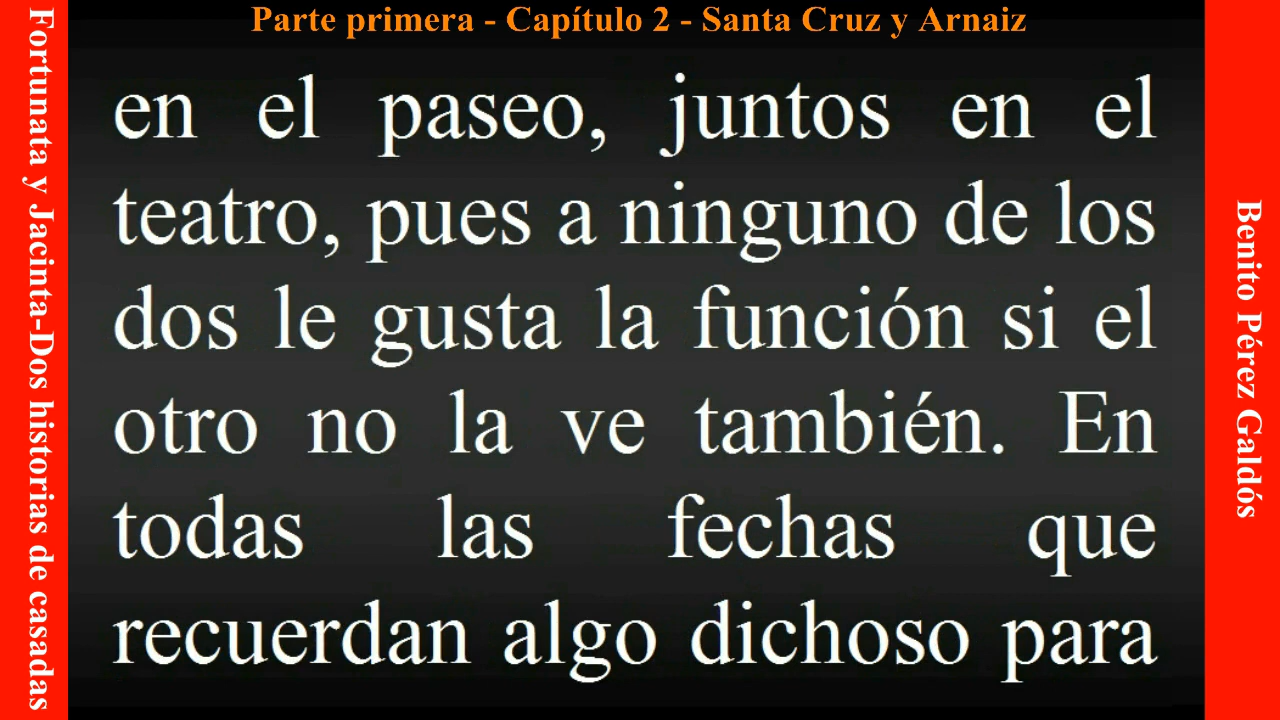 Parte primera - Capítulo 2 - Santa Cruz y Arnaiz
Fortunata y Jacinta-Dos historias de casadas
en el paseo, juntos en el
teatro, pues a ninguno de los
dos le gusta la función si el
otro no la ve también. En
todas las fechas que
recuerdan algo dichoso para
Benito Pérez Galdós